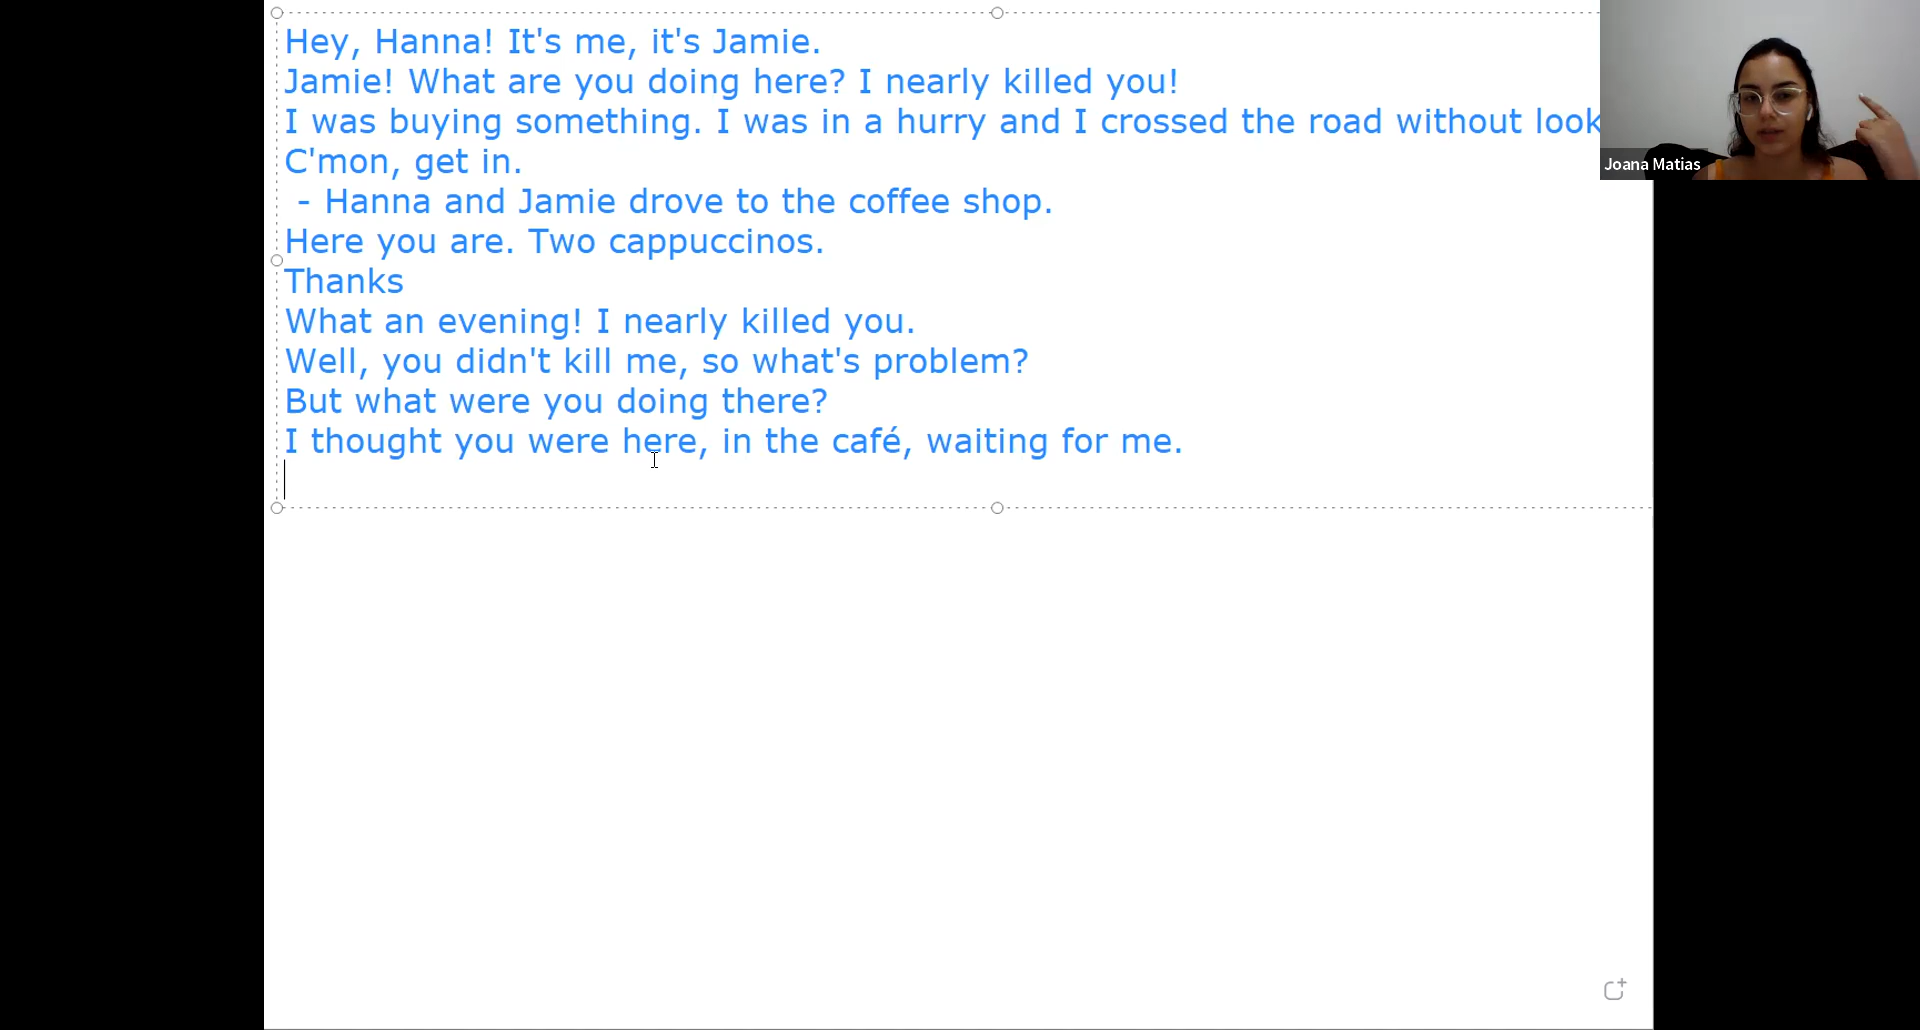 Hey, Hanna! It's me, it's Jamie.
Jamie! What are you doing here? I nearly killed you!
I was buying something. I was in a hurry and I crossed the road without look
C'mon, get in.
- Hanna and Jamie drove to the coffee shop.
Here you are. Two cappuccinos.
Thanks
What an evening! I nearly killed you.
Well, you didn't kill me, so what's problem?
But what were you doing there?
I thought you were here, in the café, waiting for me.
Joana Matias